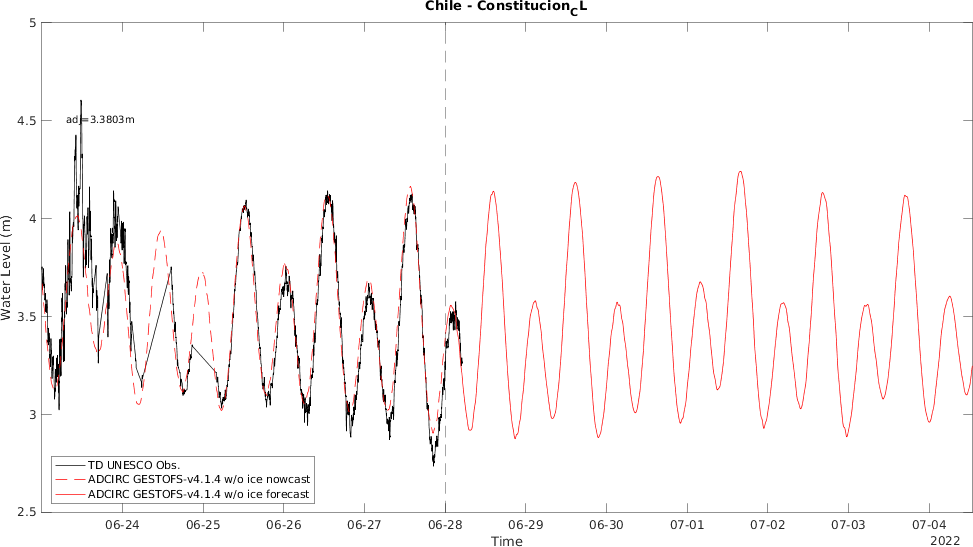 Chile - Constitucion_CL
5
4.5
4
3.5
3
2.5
Water Level (m)
adj=3.3803m
TD UNESCO Obs.
ADCIRC GESTOFS-v4.1.4 w/o ice nowcast
ADCIRC GESTOFS-v4.1.4 w/o ice forecast
06-24 06-25 06-26 06-27 06-28 06-29 06-30 07-01 07-02 07-03 07-04
Time
2022